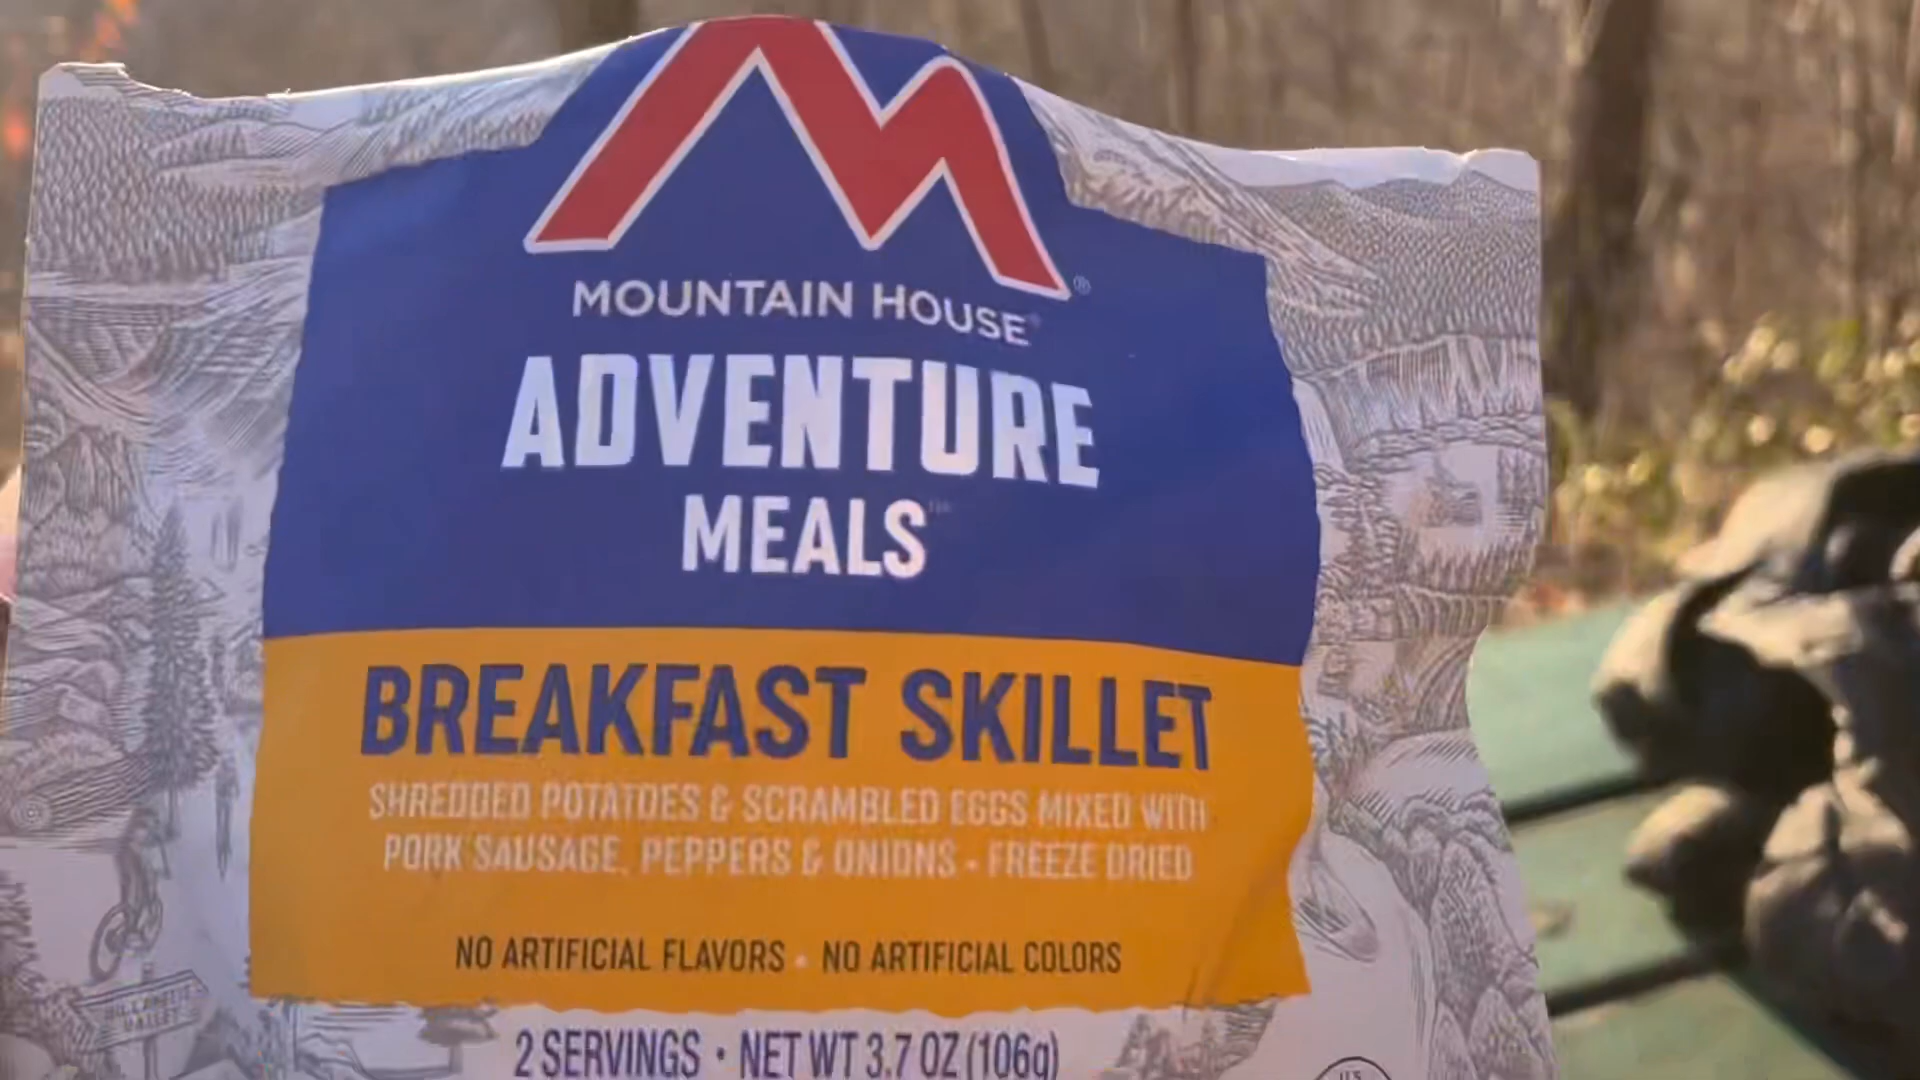 MOUNTAIN HOUSE®
ADVENTURE
MEALS™
BREAKFAST SKILLET
SHREDDED POTATOES & SCRAMBLED EGGS MIXED WITH
PORK SAUSAGE, PEPPERS & ONIONS • FREEZE DRIED
NO ARTIFICIAL FLAVORS • NO ARTIFICIAL COLORS
2 SERVINGS • NET WT 3.7 OZ (106g)
U.S.